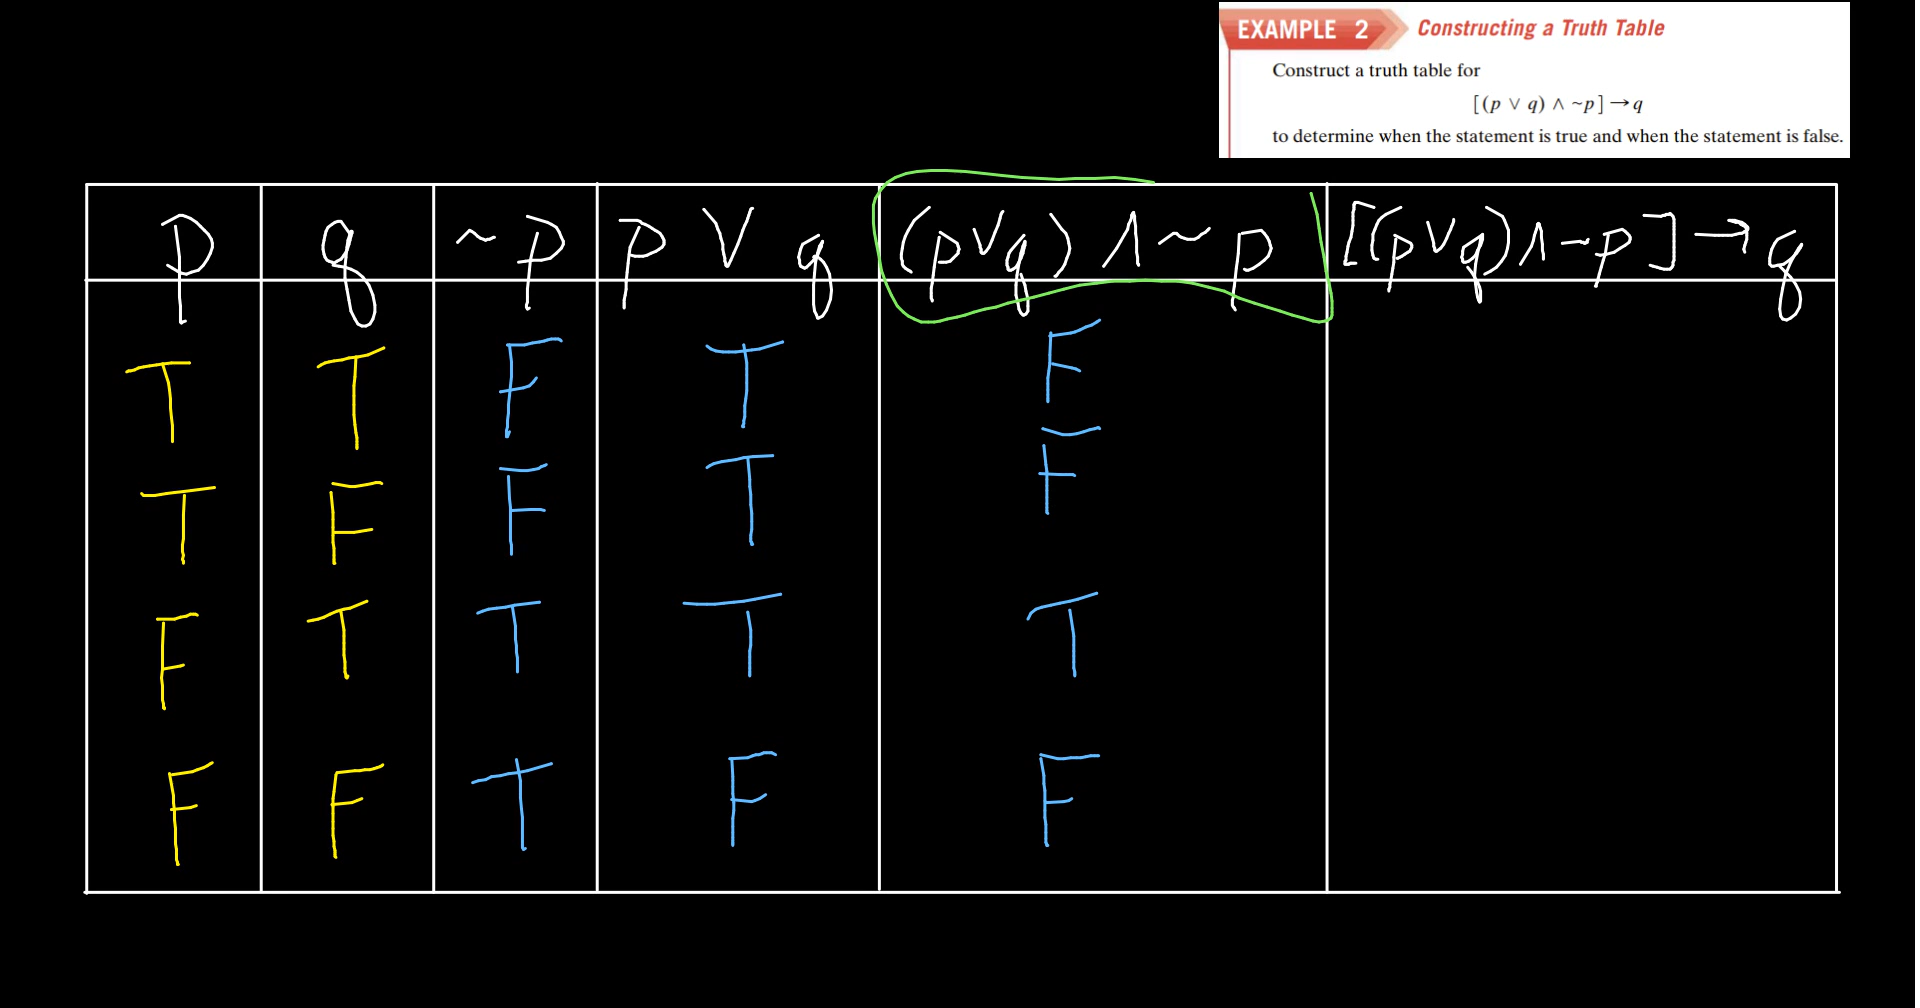 EXAMPLE 2 Constructing a Truth Table
Construct a truth table for
[(p ∨ q) ∧ ~p] → q
to determine when the statement is true and when the statement is false.
p q ~p p ∨ q (p∨q) ∧ ~p [(p∨q)∧~p] → q
T T F T F
T F F T F
F T T T T
F F T F F